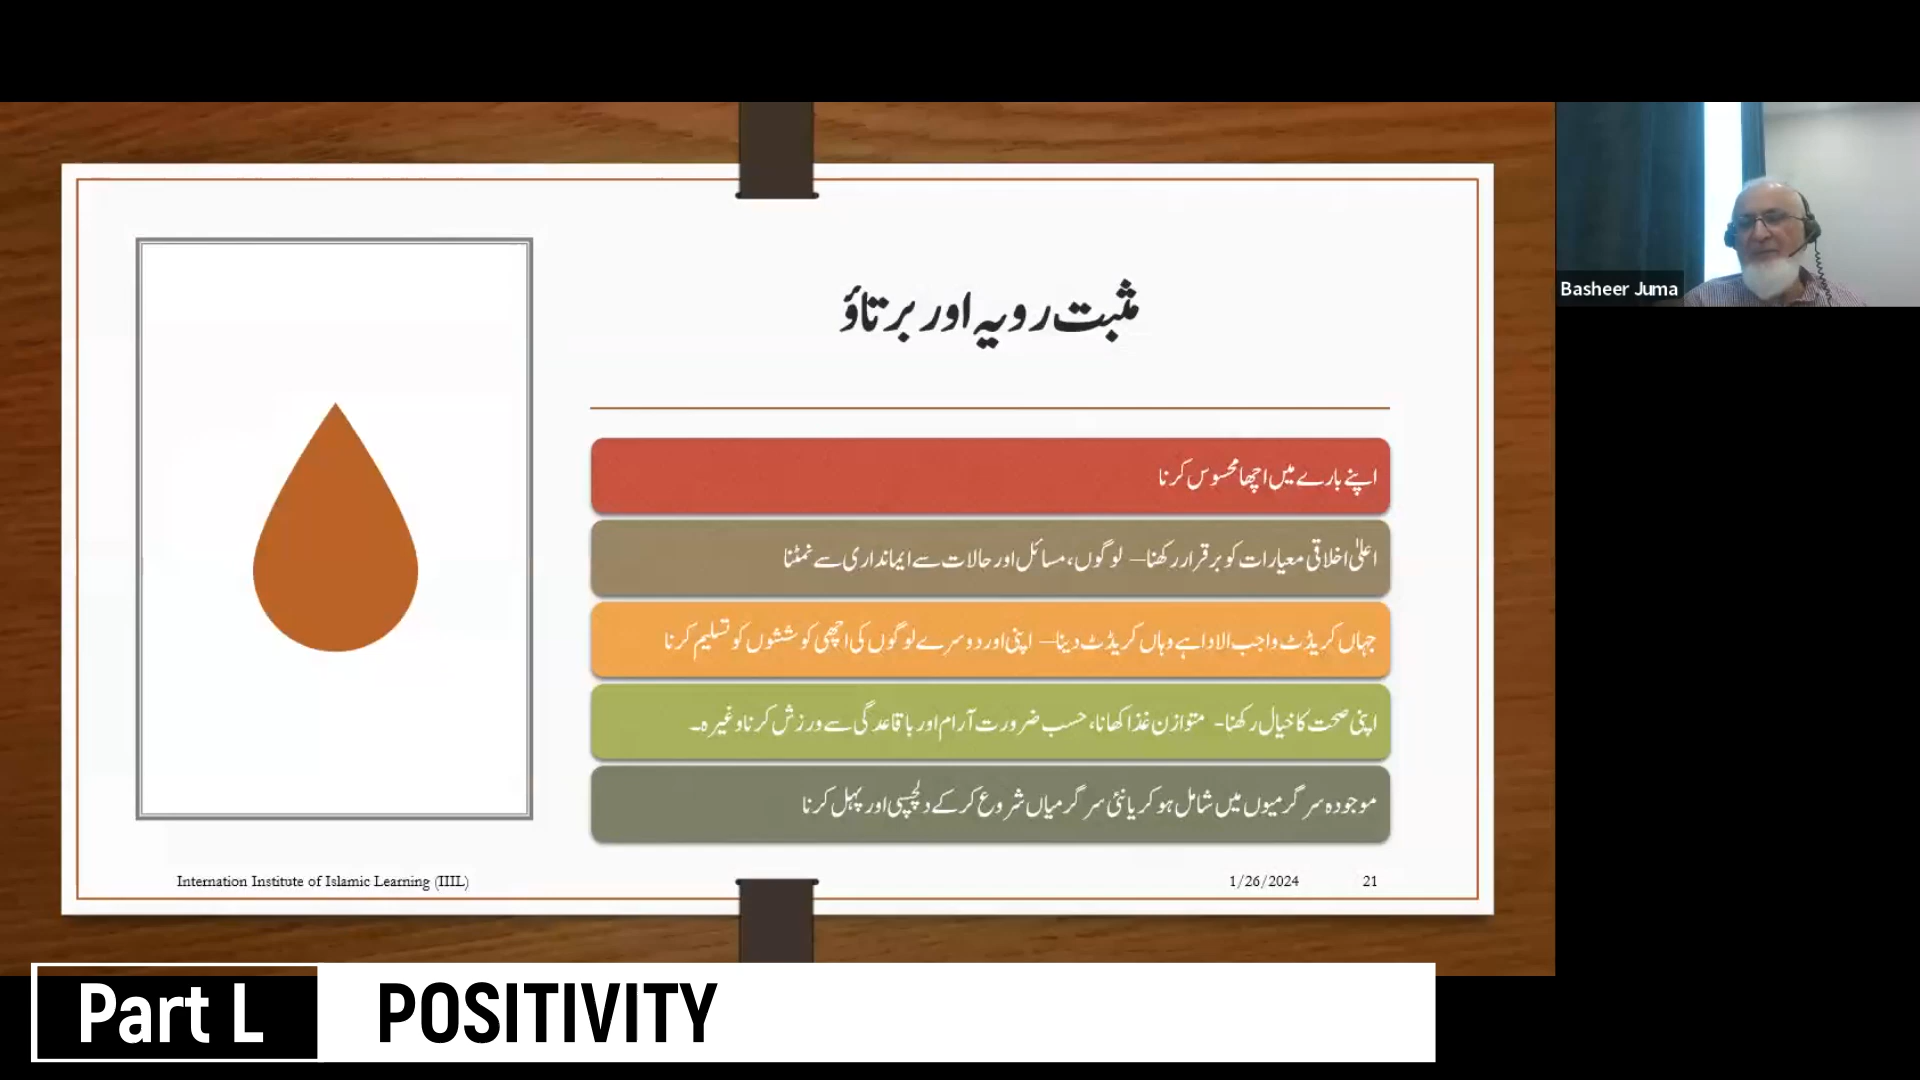 مثبت رویہ اور برتاؤ
اپنے بارے میں اچھا محسوس کرنا
اعلیٰ اخلاقی معیارات کو برقرار رکھنا – لوگوں، مسائل اور حالات سے ایمانداری سے نمٹنا
جہاں کریڈٹ واجب الادا ہے وہاں کریڈٹ دینا – اپنی اور دوسرے لوگوں کی اچھی کوششوں کو تسلیم کرنا
اپنی صحت کا خیال رکھنا - متوازن غذا کھانا، حسب ضرورت آرام اور باقاعدگی سے ورزش کرنا وغیرہ۔
موجودہ سرگرمیوں میں شامل ہو کر یا نئی سرگرمیاں شروع کر کے دلچسپی اور پہل کرنا
Internation Institute of Islamic Learning (IIIL)
1/26/2024
21
Basheer Juma
Part L
POSITIVITY